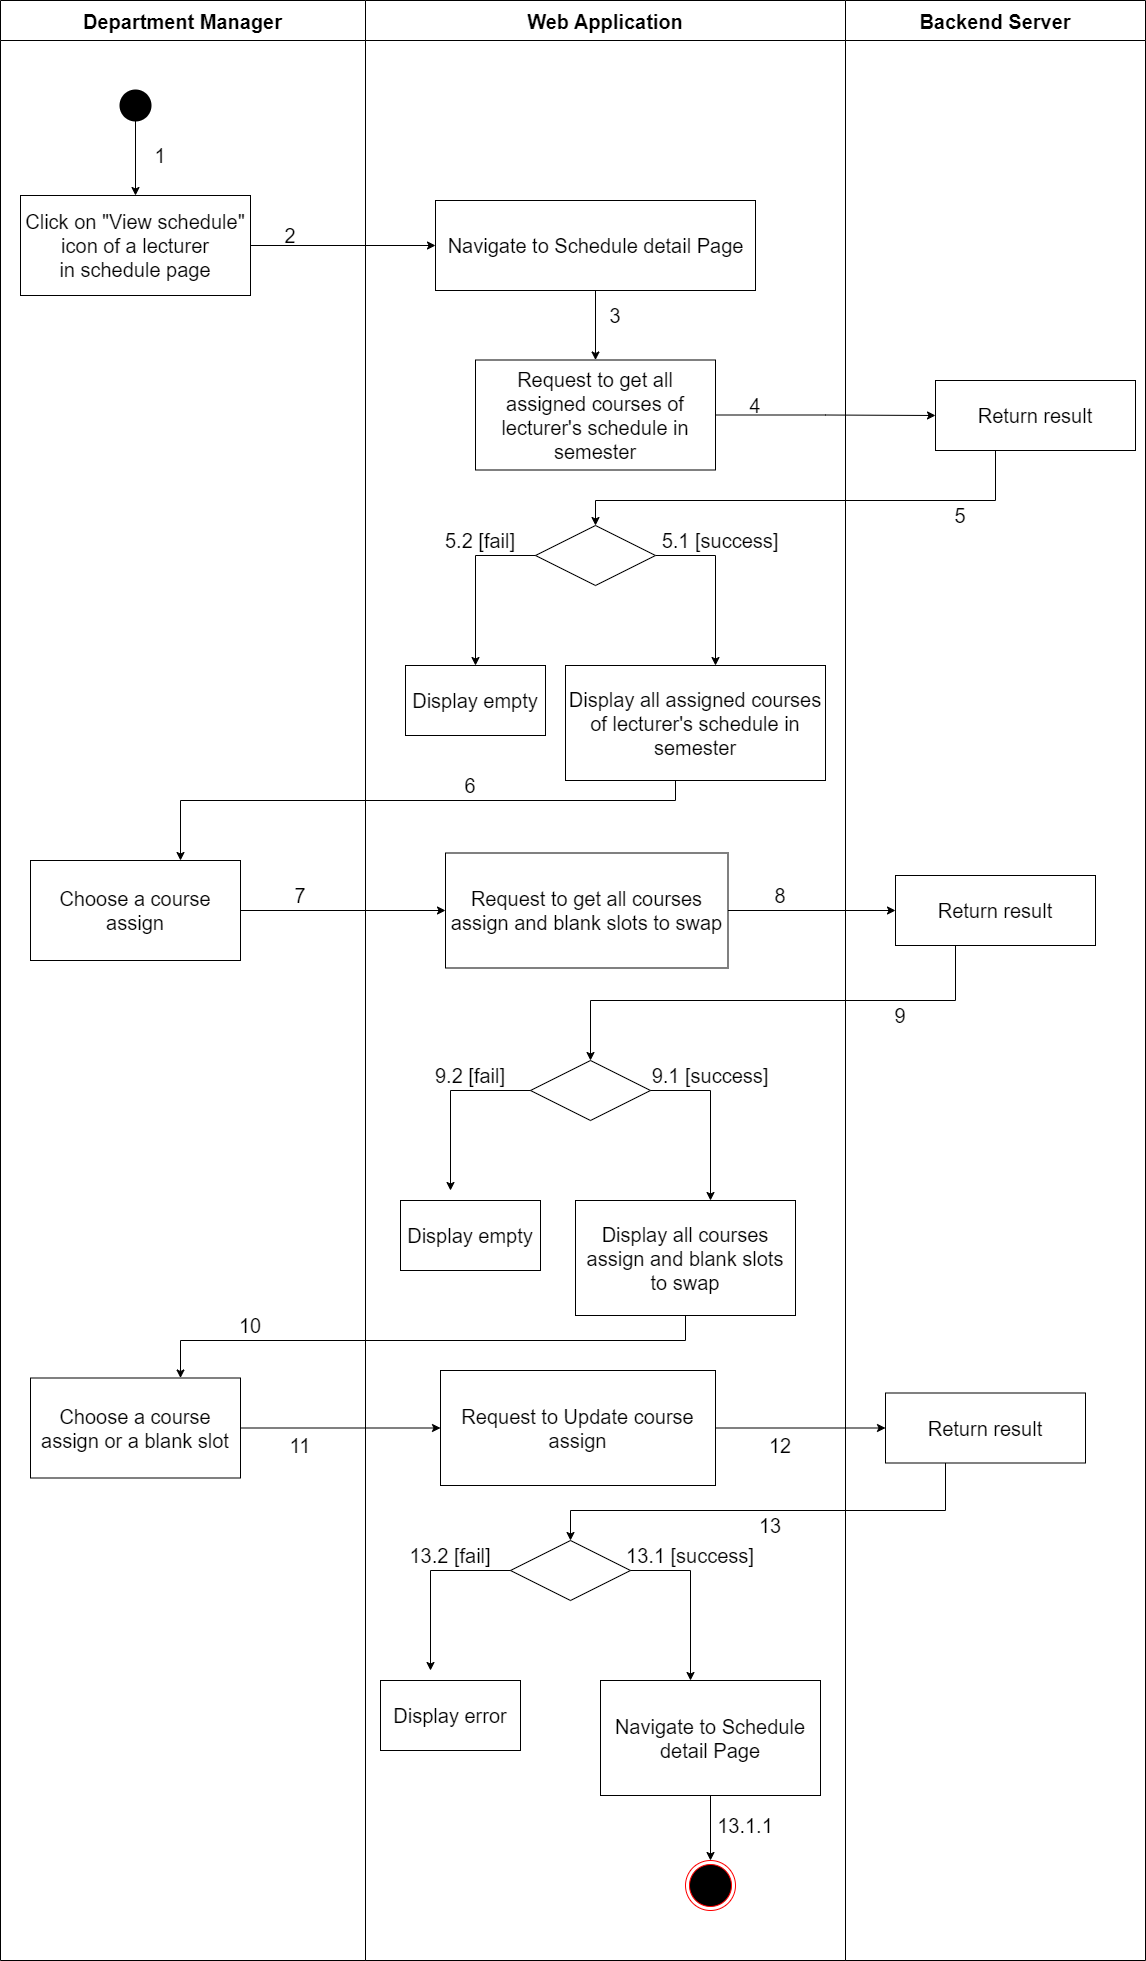 Department Manager
Web Application
Backend Server
1
Click on "View schedule"
icon of a lecturer
in schedule page
2
Navigate to Schedule detail Page
3
Request to get all
assigned courses of
lecturer's schedule in
semester
4
Return result
5
5.2 [fail]
5.1 [success]
Display empty
Display all assigned courses
of lecturer's schedule in
semester
6
Choose a course
assign
7
Request to get all courses
assign and blank slots to swap
8
Return result
9
9.2 [fail]
9.1 [success]
Display empty
Display all courses
assign and blank slots
to swap
10
Choose a course
assign or a blank slot
11
Request to Update course
assign
12
Return result
13
13.2 [fail]
13.1 [success]
Display error
Navigate to Schedule
detail Page
13.1.1